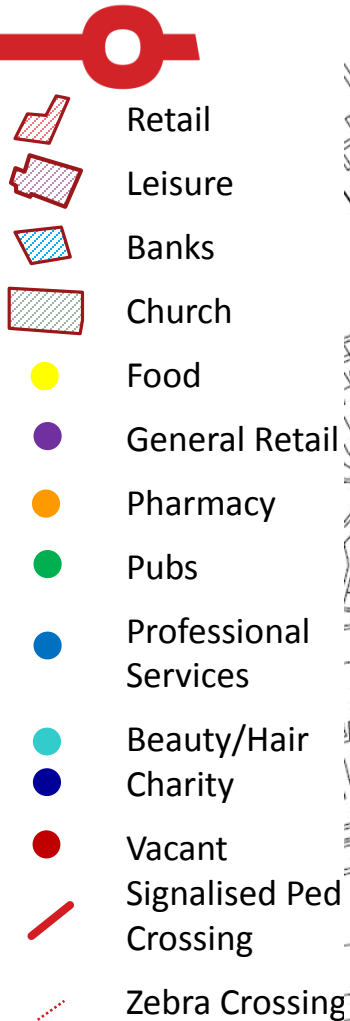 Retail
Leisure
Banks
Church
Food
General Retail
Pharmacy
Pubs
Professional
Services
Beauty/Hair
Charity
Vacant
Signalised Ped
Crossing
Zebra Crossing